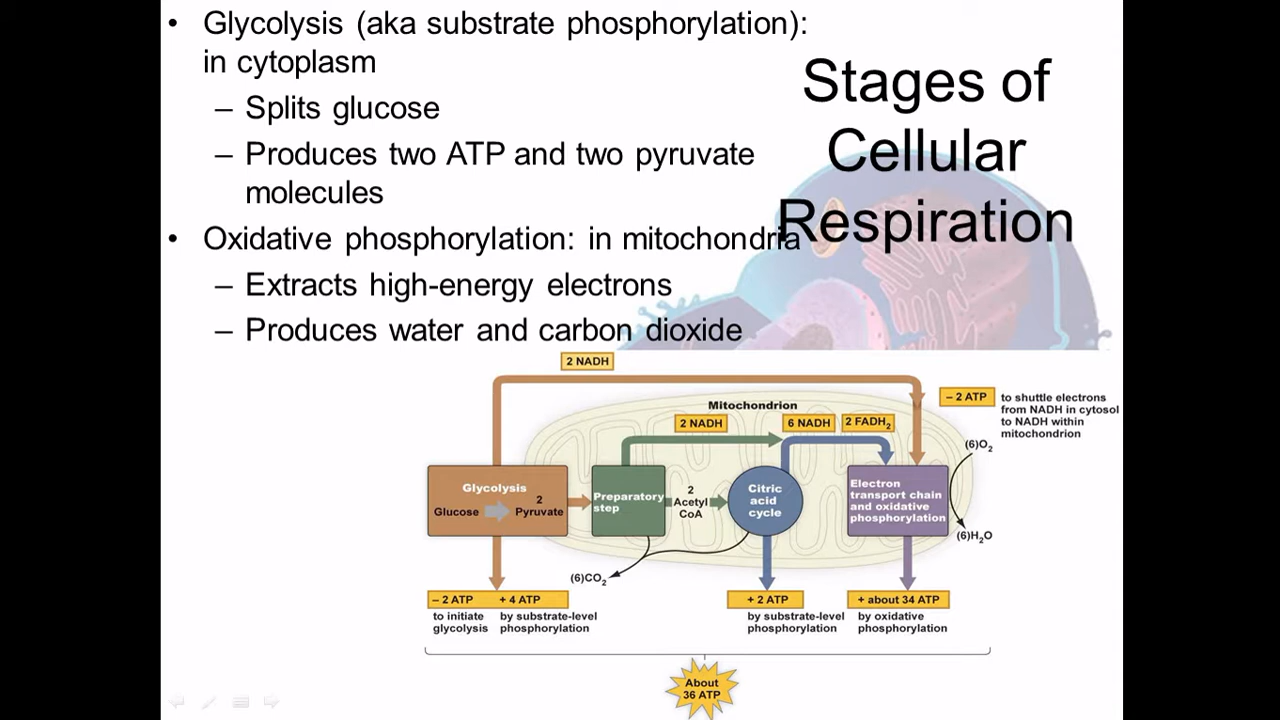 • Glycolysis (aka substrate phosphorylation):
in cytoplasm
– Splits glucose
– Produces two ATP and two pyruvate
molecules
• Oxidative phosphorylation: in mitochondria
– Extracts high-energy electrons
– Produces water and carbon dioxide
Stages of
Cellular
Respiration
2 NADH
Mitochondrion
– 2 ATP
to shuttle electrons
from NADH in cytosol
to NADH within
mitochondrion
2 NADH
6 NADH
2 FADH₂
(6)O₂
Glycolysis
Glucose
2
Pyruvate
Preparatory
step
2
Acetyl
CoA
Citric
acid
cycle
Electron
transport chain
and oxidative
phosphorylation
(6)H₂O
(6)CO₂
– 2 ATP
+ 4 ATP
+ 2 ATP
+ about 34 ATP
to initiate
glycolysis
by substrate-level
phosphorylation
by substrate-level
phosphorylation
by oxidative
phosphorylation
About
36 ATP